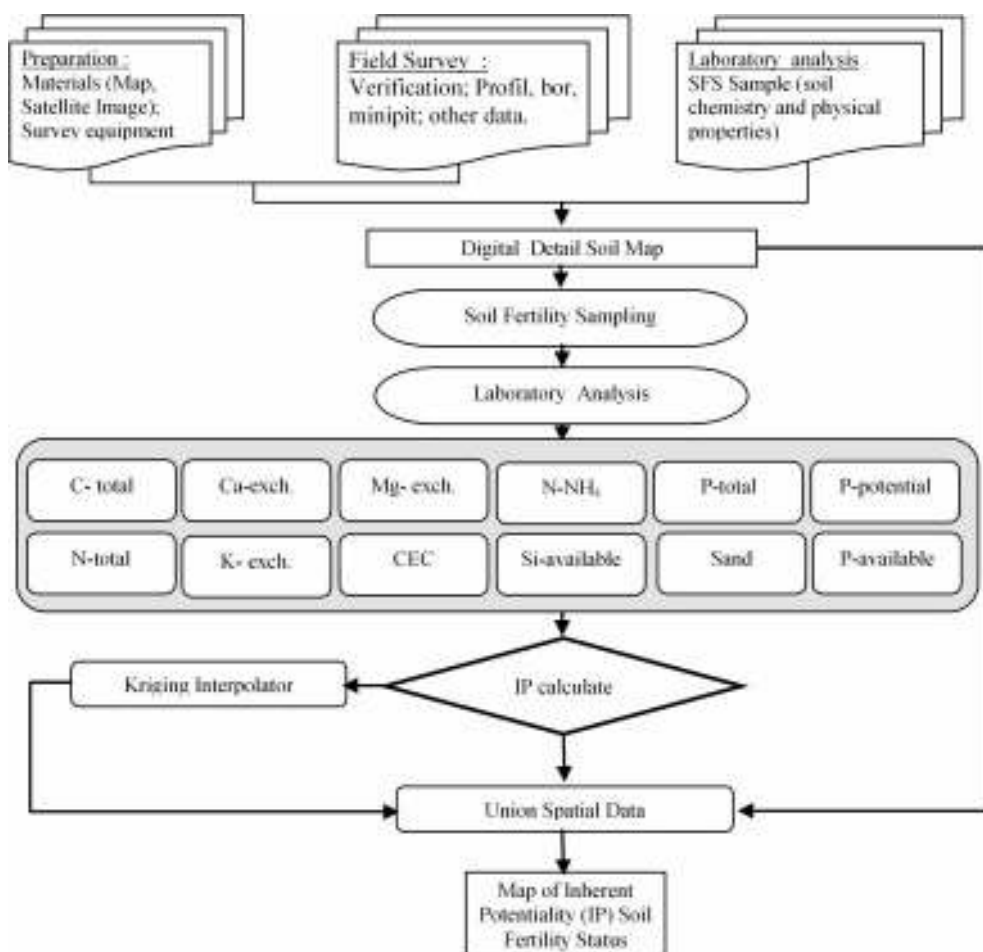 Preparation :
Materials (Map,
Satellite Image);
Survey equipment
Field Survey :
Verification; Profil, bor,
minipit; other data.
Laboratory analysis
SFS Sample (soil
chemistry and physical
properties)
Digital Detail Soil Map
Soil Fertility Sampling
Laboratory Analysis
C- total
Ca-exch.
Mg- exch.
N-NH₄
P-total
P-potential
N-total
K- exch.
CEC
Si-available
Sand
P-available
Kriging Interpolator
IP calculate
Union Spatial Data
Map of Inherent
Potentiality (IP) Soil
Fertility Status